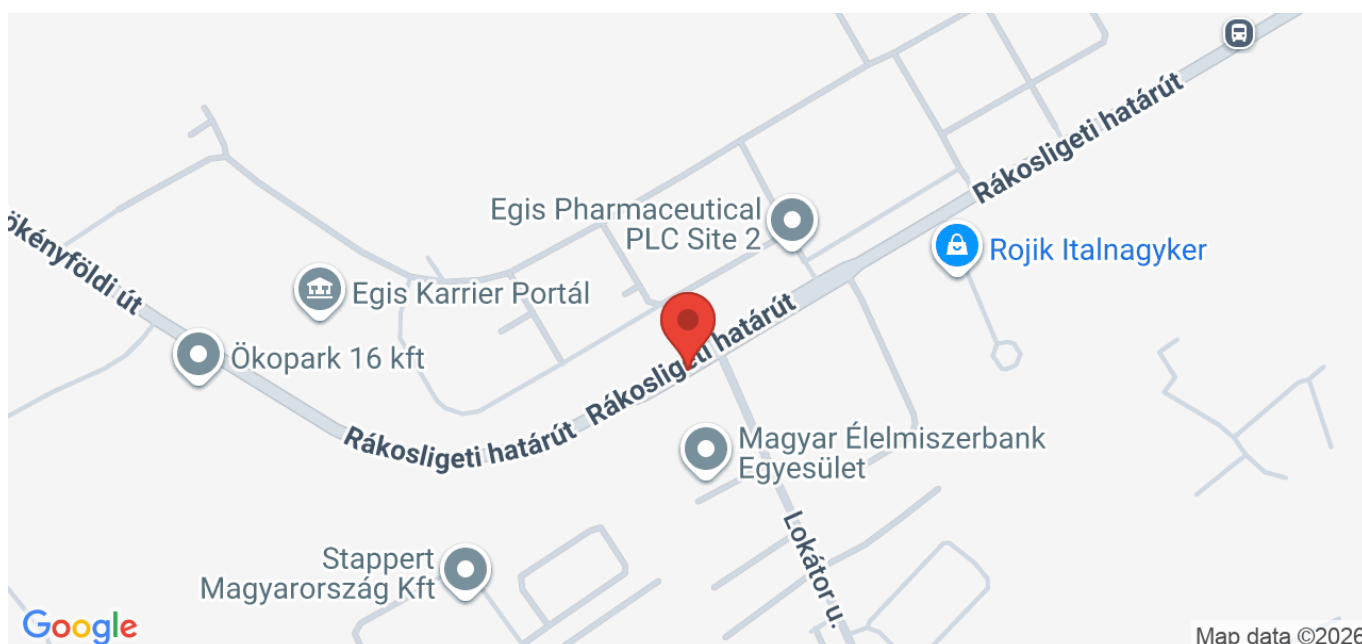 Rákosligeti határút
Egis Pharmaceutical
PLC Site 2
Rojik Italnagyker
ökényföldi út
Egis Karrier Portál
Rákosligeti határút
Ökopark 16 kft
Rákosligeti határút
Magyar Élelmiszerbank
Egyesület
Lokátor u.
Stappert
Magyarország Kft
Google
Map data ©2026